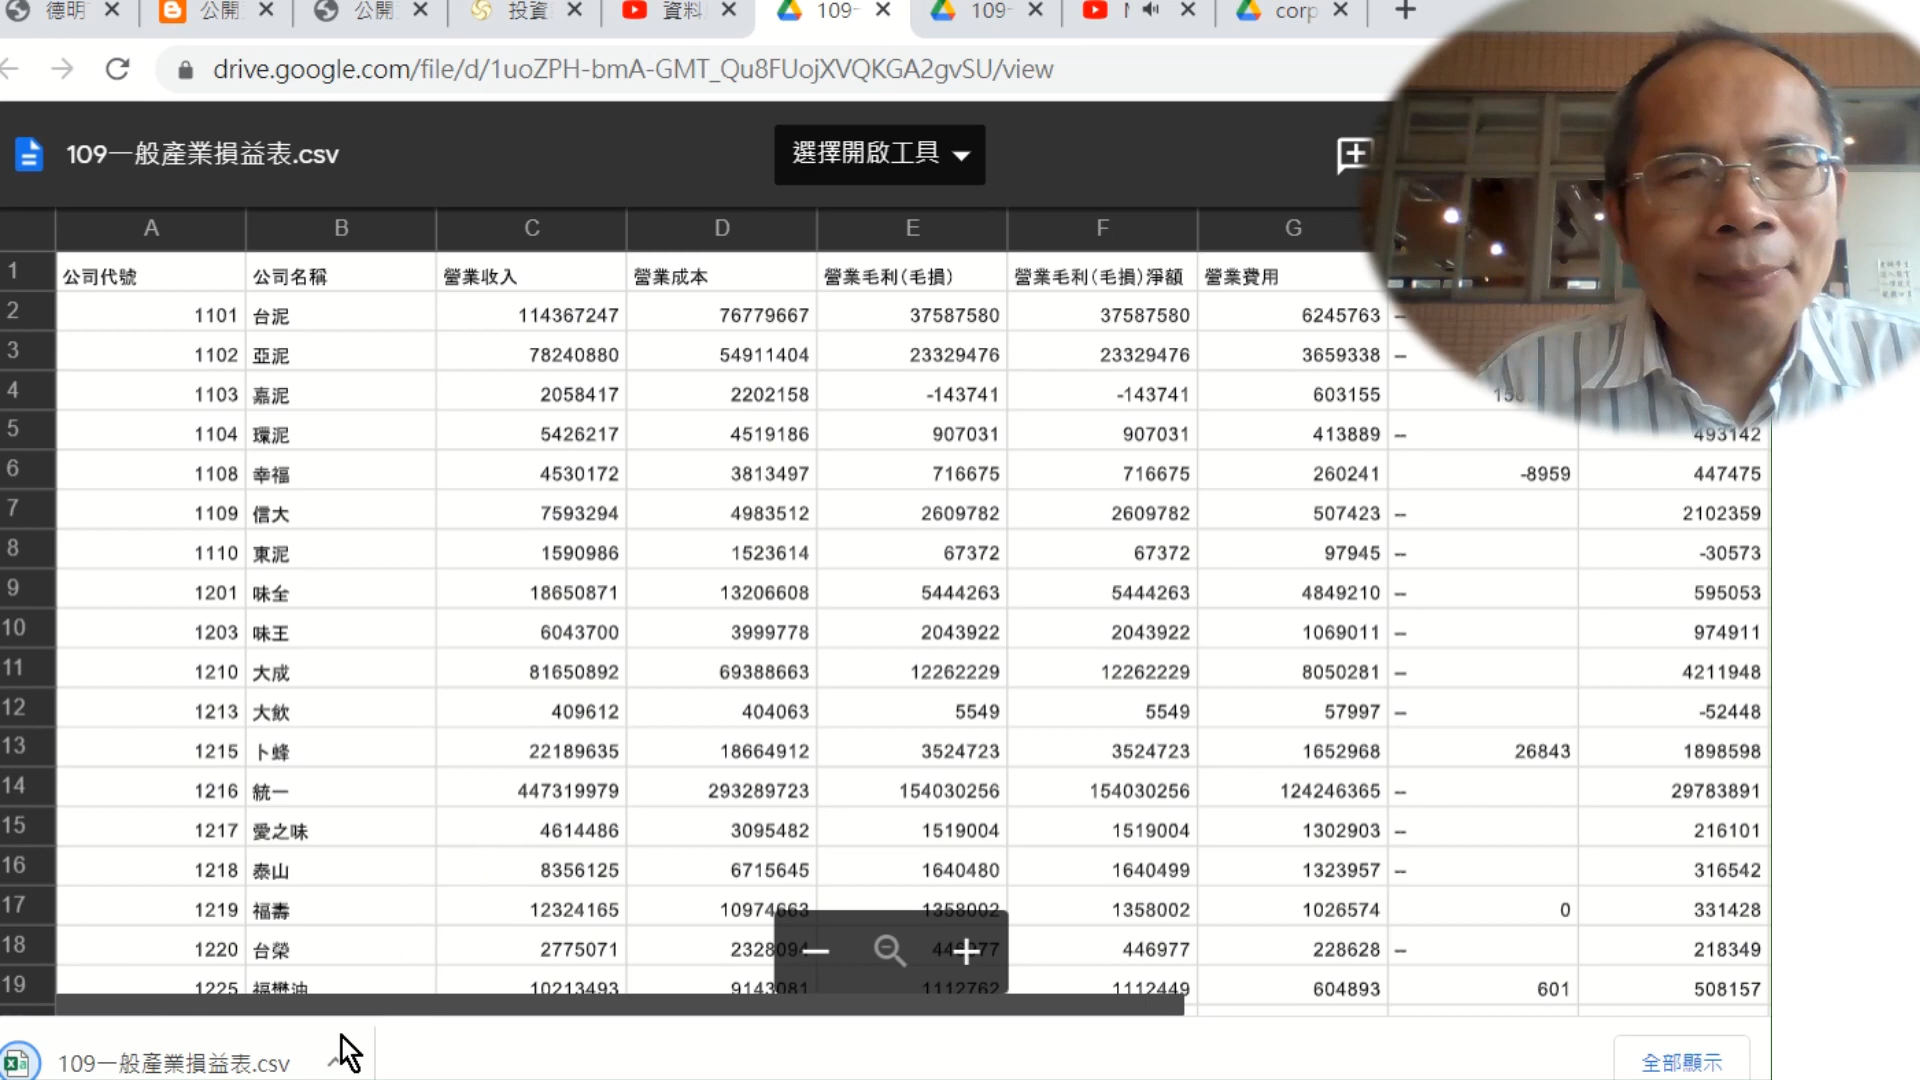 德明
公開
公開
投資
資料
109-
109-
corp
drive.google.com/file/d/1uoZPH-bmA-GMT_Qu8FUojXVQKGA2gvSU/view
109一般產業損益表.csv
選擇開啟工具
A B C D E F G
1 公司代號 公司名稱 營業收入 營業成本 營業毛利(毛損) 營業毛利(毛損)淨額 營業費用
2 1101 台泥 114367247 76779667 37587580 37587580 6245763 --
3 1102 亞泥 78240880 54911404 23329476 23329476 3659338 --
4 1103 嘉泥 2058417 2202158 -143741 -143741 603155
5 1104 環泥 5426217 4519186 907031 907031 413889 -- 493142
6 1108 幸福 4530172 3813497 716675 716675 260241 -8959 447475
7 1109 信大 7593294 4983512 2609782 2609782 507423 -- 2102359
8 1110 東泥 1590986 1523614 67372 67372 97945 -- -30573
9 1201 味全 18650871 13206608 5444263 5444263 4849210 -- 595053
10 1203 味王 6043700 3999778 2043922 2043922 1069011 -- 974911
11 1210 大成 81650892 69388663 12262229 12262229 8050281 -- 4211948
12 1213 大飲 409612 404063 5549 5549 57997 -- -52448
13 1215 卜蜂 22189635 18664912 3524723 3524723 1652968 26843 1898598
14 1216 統一 447319979 293289723 154030256 154030256 124246365 -- 29783891
15 1217 愛之味 4614486 3095482 1519004 1519004 1302903 -- 216101
16 1218 泰山 8356125 6715645 1640480 1640499 1323957 -- 316542
17 1219 福壽 12324165 10974663 1358002 1358002 1026574 0 331428
18 1220 台榮 2775071 2328094 446977 446977 228628 -- 218349
19 1225 福懋油 10213493 9143081 1112762 1112449 604893 601 508157
109一般產業損益表.csv
全部顯示